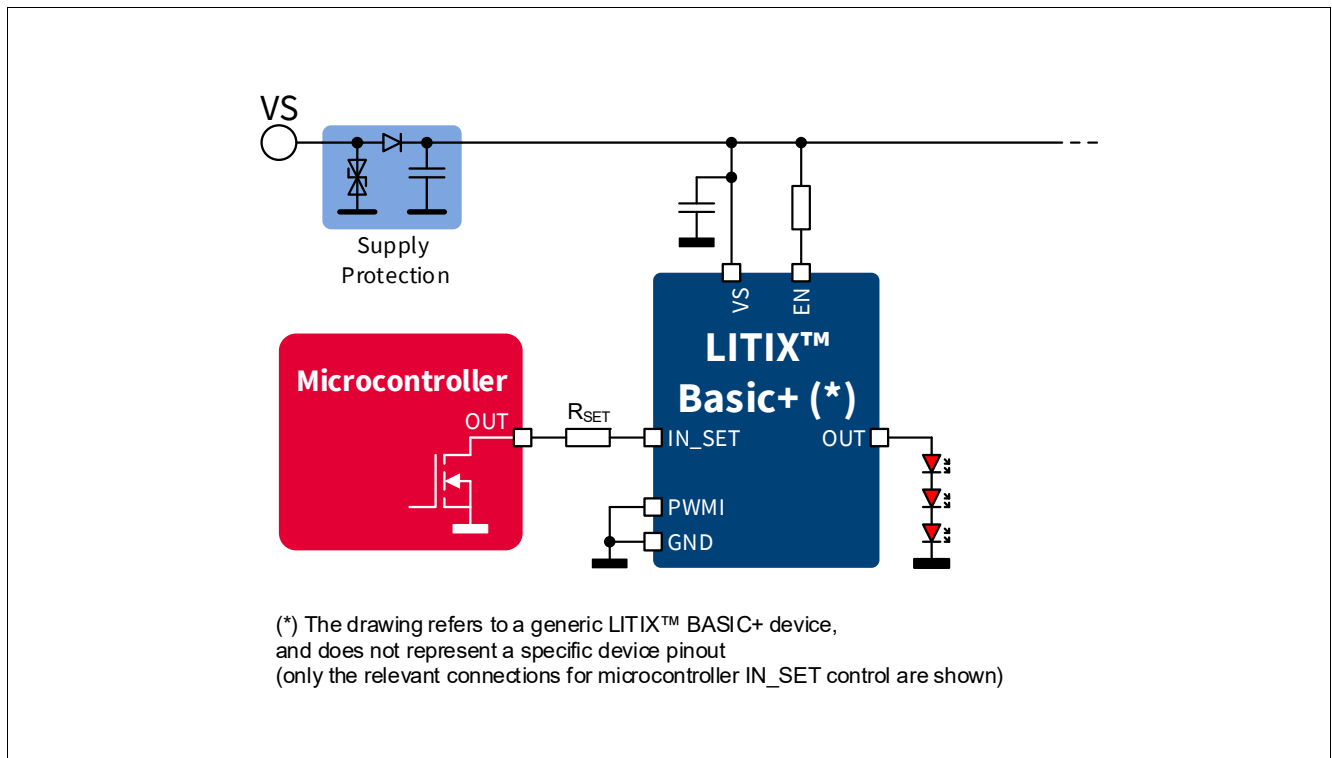 VS
Supply
Protection
VS
EN
LITIX™
Basic+ (*)
Microcontroller
OUT
RSET
IN_SET
OUT
PWMI
GND
(*) The drawing refers to a generic LITIX™ BASIC+ device,
and does not represent a specific device pinout
(only the relevant connections for microcontroller IN_SET control are shown)